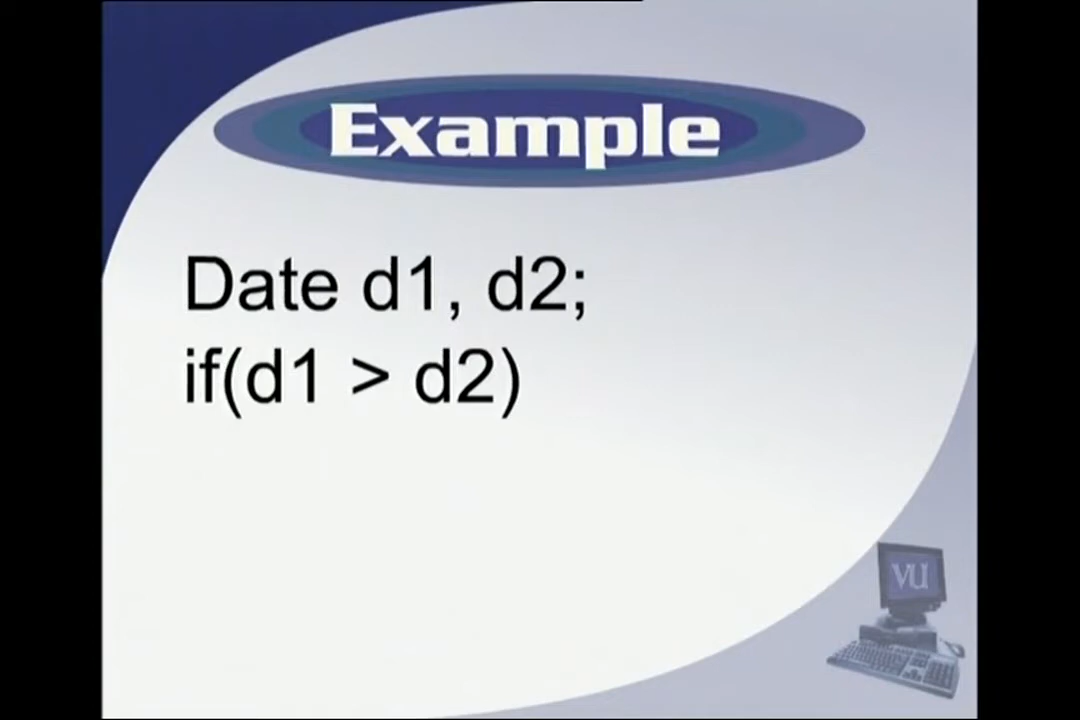 Example
Date d1, d2;
if(d1 > d2)
VU